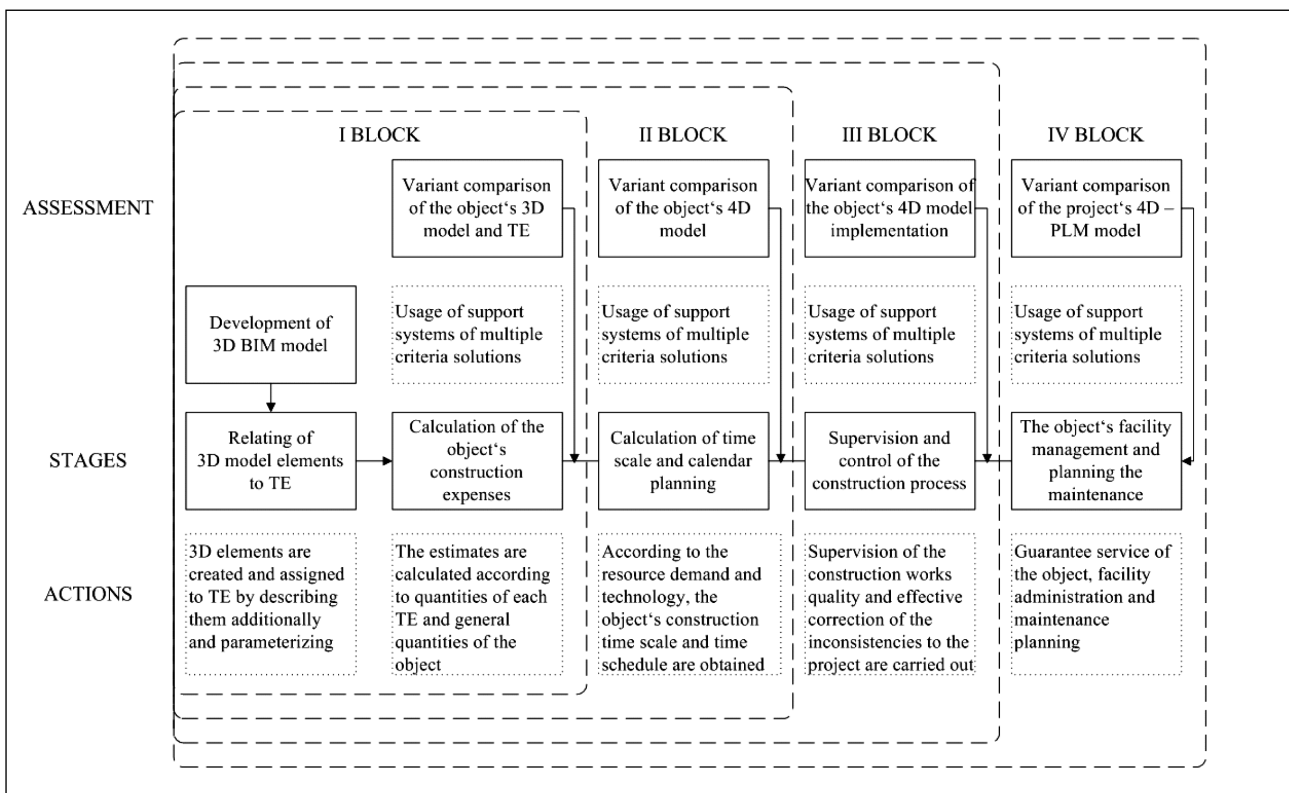 I BLOCK
II BLOCK
III BLOCK
IV BLOCK
ASSESSMENT
Variant comparison
of the object‘s 3D
model and TE
Variant comparison
of the object‘s 4D
model
Variant comparison of
the object‘s 4D model
implementation
Variant comparison
of the project‘s 4D –
PLM model
Development of
3D BIM model
Usage of support
systems of multiple
criteria solutions
Usage of support
systems of multiple
criteria solutions
Usage of support
systems of multiple
criteria solutions
Usage of support
systems of multiple
criteria solutions
STAGES
Relating of
3D model elements
to TE
Calculation of the
object‘s
construction
expenses
Calculation of time
scale and calendar
planning
Supervision and
control of the
construction process
The object‘s facility
management and
planning the
maintenance
ACTIONS
3D elements are
created and assigned
to TE by describing
them additionally
and parameterizing
The estimates are
calculated according
to quantities of each
TE and general
quantities of the
object
According to the
resource demand and
technology, the
object‘s construction
time scale and time
schedule are obtained
Supervision of the
construction works
quality and effective
correction of the
inconsistencies to the
project are carried out
Guarantee service of
the object, facility
administration and
maintenance
planning